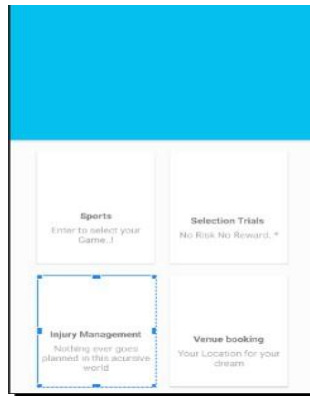 Sports
Enter to select your
Game..!
Selection Trials
No Risk No Reward. *
Injury Management
Nothing ever goes
planned in this acursive
world
Venue booking
Your Location for your
dream